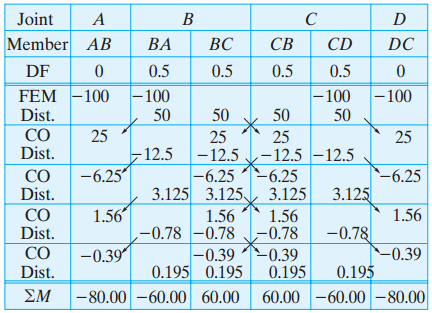 Joint A B C D
Member AB BA BC CB CD DC
DF 0 0.5 0.5 0.5 0.5 0
FEM −100 −100 −100 −100
Dist. 50 50 50 50
CO 25 25 25 25
Dist. −12.5 −12.5 −12.5 −12.5
CO −6.25 −6.25 −6.25 −6.25
Dist. 3.125 3.125 3.125 3.125
CO 1.56 1.56 1.56 1.56
Dist. −0.78 −0.78 −0.78 −0.78
CO −0.39 −0.39 −0.39 −0.39
Dist. 0.195 0.195 0.195 0.195
ΣM −80.00 −60.00 60.00 60.00 −60.00 −80.00